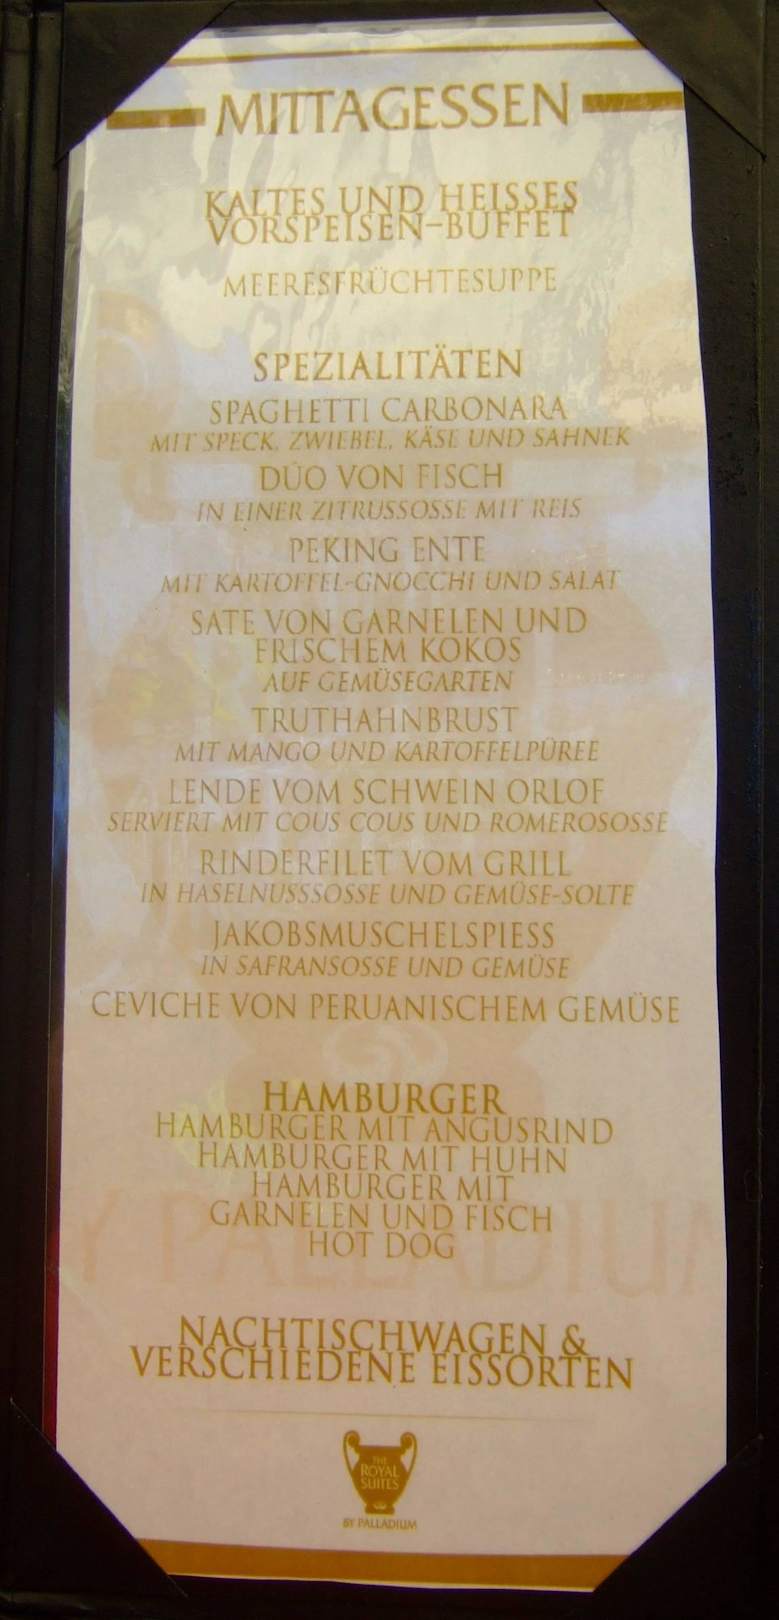 MITTAGESSEN
KALTES UND HEISSES
VORSPEISEN-BUFFET
MEERESFRÜCHTESUPPE
SPEZIALITÄTEN
SPAGHETTI CARBONARA
MIT SPECK, ZWIEBEL, KÄSE UND SAHNEK
DÚO VON FISCH
IN EINER ZITRUSSOSSE MIT REIS
PEKING ENTE
MIT KARTOFFEL-GNOCCHI UND SALAT
SATE VON GARNELEN UND
FRISCHEM KOKOS
AUF GEMÜSEGARTEN
TRUTHAHNBRUST
MIT MANGO UND KARTOFFELPÜREE
LENDE VOM SCHWEIN ORLOF
SERVIERT MIT COUS COUS UND ROMEROSOSSE
RINDERFILET VOM GRILL
IN HASELNUSSSOSSE UND GEMÜSE-SOLTE
JAKOBSMUSCHELSPIESS
IN SAFRANSOSSE UND GEMÜSE
CEVICHE VON PERUANISCHEM GEMÜSE
HAMBURGER
HAMBURGER MIT ANGUSRIND
HAMBURGER MIT HUHN
HAMBURGER MIT
GARNELEN UND FISCH
HOT DOG
Y PALLADIUM
NACHTISCHWAGEN &
VERSCHIEDENE EISSORTEN
THE
ROYAL
SUITES
BY PALLADIUM